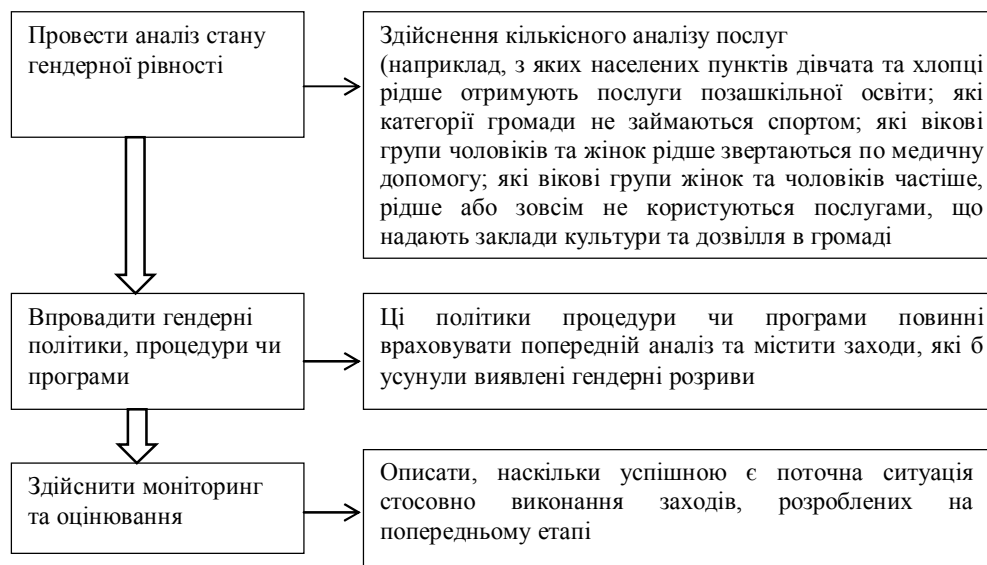 Провести аналіз стану
гендерної рівності
Здійснення кількісного аналізу послуг
(наприклад, з яких населених пунктів дівчата та хлопці
рідше отримують послуги позашкільної освіти; які
категорії громади не займаються спортом; які вікові
групи чоловіків та жінок рідше звертаються по медичну
допомогу; які вікові групи жінок та чоловіків частіше,
рідше або зовсім не користуються послугами, що
надають заклади культури та дозвілля в громаді
Впровадити гендерні
політики, процедури чи
програми
Ці політики процедури чи програми повинні
враховувати попередній аналіз та містити заходи, які б
усунули виявлені гендерні розриви
Здійснити моніторинг
та оцінювання
Описати, наскільки успішною є поточна ситуація
стосовно виконання заходів, розроблених на
попередньому етапі